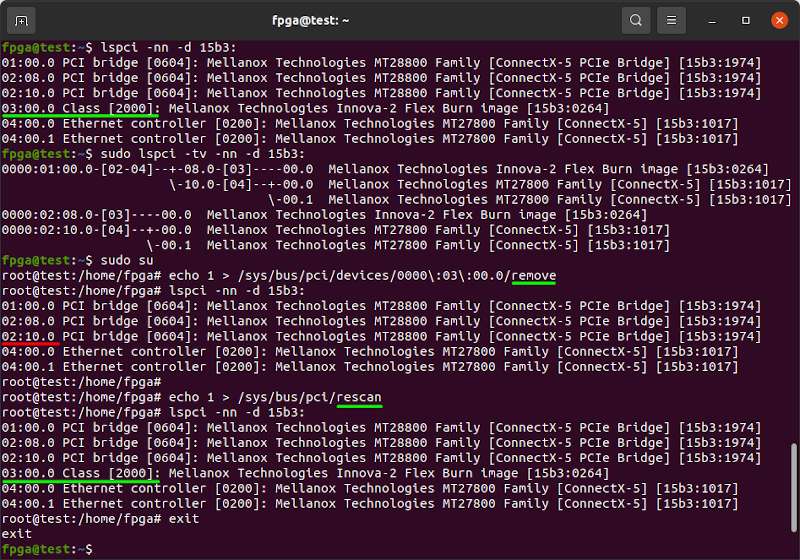 fpga@test: ~
fpga@test:~$ lspci -nn -d 15b3:
01:00.0 PCI bridge [0604]: Mellanox Technologies MT28800 Family [ConnectX-5 PCIe Bridge] [15b3:1974]
02:08.0 PCI bridge [0604]: Mellanox Technologies MT28800 Family [ConnectX-5 PCIe Bridge] [15b3:1974]
02:10.0 PCI bridge [0604]: Mellanox Technologies MT28800 Family [ConnectX-5 PCIe Bridge] [15b3:1974]
03:00.0 Class [2000]: Mellanox Technologies Innova-2 Flex Burn image [15b3:0264]
04:00.0 Ethernet controller [0200]: Mellanox Technologies MT27800 Family [ConnectX-5] [15b3:1017]
04:00.1 Ethernet controller [0200]: Mellanox Technologies MT27800 Family [ConnectX-5] [15b3:1017]
fpga@test:~$ sudo lspci -tv -nn -d 15b3:
0000:01:00.0-[02-04]--+-08.0-[03]----00.0  Mellanox Technologies Innova-2 Flex Burn image [15b3:0264]
                      \-10.0-[04]--+-00.0  Mellanox Technologies MT27800 Family [ConnectX-5] [15b3:1017]
                                   \-00.1  Mellanox Technologies MT27800 Family [ConnectX-5] [15b3:1017]
0000:02:08.0-[03]----00.0  Mellanox Technologies Innova-2 Flex Burn image [15b3:0264]
0000:02:10.0-[04]--+-00.0  Mellanox Technologies MT27800 Family [ConnectX-5] [15b3:1017]
                   \-00.1  Mellanox Technologies MT27800 Family [ConnectX-5] [15b3:1017]
fpga@test:~$ sudo su
root@test:/home/fpga# echo 1 > /sys/bus/pci/devices/0000\:03\:00.0/remove
root@test:/home/fpga# lspci -nn -d 15b3:
01:00.0 PCI bridge [0604]: Mellanox Technologies MT28800 Family [ConnectX-5 PCIe Bridge] [15b3:1974]
02:08.0 PCI bridge [0604]: Mellanox Technologies MT28800 Family [ConnectX-5 PCIe Bridge] [15b3:1974]
02:10.0 PCI bridge [0604]: Mellanox Technologies MT28800 Family [ConnectX-5 PCIe Bridge] [15b3:1974]
04:00.0 Ethernet controller [0200]: Mellanox Technologies MT27800 Family [ConnectX-5] [15b3:1017]
04:00.1 Ethernet controller [0200]: Mellanox Technologies MT27800 Family [ConnectX-5] [15b3:1017]
root@test:/home/fpga#
root@test:/home/fpga# echo 1 > /sys/bus/pci/rescan
root@test:/home/fpga# lspci -nn -d 15b3:
01:00.0 PCI bridge [0604]: Mellanox Technologies MT28800 Family [ConnectX-5 PCIe Bridge] [15b3:1974]
02:08.0 PCI bridge [0604]: Mellanox Technologies MT28800 Family [ConnectX-5 PCIe Bridge] [15b3:1974]
02:10.0 PCI bridge [0604]: Mellanox Technologies MT28800 Family [ConnectX-5 PCIe Bridge] [15b3:1974]
03:00.0 Class [2000]: Mellanox Technologies Innova-2 Flex Burn image [15b3:0264]
04:00.0 Ethernet controller [0200]: Mellanox Technologies MT27800 Family [ConnectX-5] [15b3:1017]
04:00.1 Ethernet controller [0200]: Mellanox Technologies MT27800 Family [ConnectX-5] [15b3:1017]
root@test:/home/fpga# exit
exit
fpga@test:~$